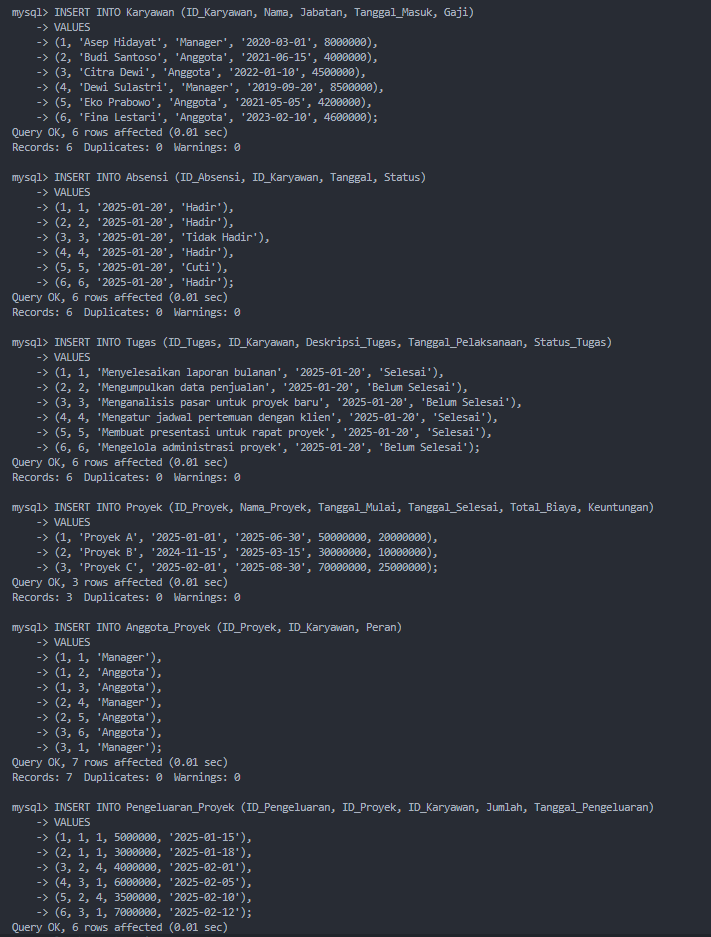 mysql> INSERT INTO Karyawan (ID_Karyawan, Nama, Jabatan, Tanggal_Masuk, Gaji)
    -> VALUES
    -> (1, 'Asep Hidayat', 'Manager', '2020-03-01', 8000000),
    -> (2, 'Budi Santoso', 'Anggota', '2021-06-15', 4000000),
    -> (3, 'Citra Dewi', 'Anggota', '2022-01-10', 4500000),
    -> (4, 'Dewi Sulastri', 'Manager', '2019-09-20', 8500000),
    -> (5, 'Eko Prabowo', 'Anggota', '2021-05-05', 4200000),
    -> (6, 'Fina Lestari', 'Anggota', '2023-02-10', 4600000);
Query OK, 6 rows affected (0.01 sec)
Records: 6  Duplicates: 0  Warnings: 0
mysql> INSERT INTO Absensi (ID_Absensi, ID_Karyawan, Tanggal, Status)
    -> VALUES
    -> (1, 1, '2025-01-20', 'Hadir'),
    -> (2, 2, '2025-01-20', 'Hadir'),
    -> (3, 3, '2025-01-20', 'Tidak Hadir'),
    -> (4, 4, '2025-01-20', 'Hadir'),
    -> (5, 5, '2025-01-20', 'Cuti'),
    -> (6, 6, '2025-01-20', 'Hadir');
Query OK, 6 rows affected (0.01 sec)
Records: 6  Duplicates: 0  Warnings: 0
mysql> INSERT INTO Tugas (ID_Tugas, ID_Karyawan, Deskripsi_Tugas, Tanggal_Pelaksanaan, Status_Tugas)
    -> VALUES
    -> (1, 1, 'Menyelesaikan laporan bulanan', '2025-01-20', 'Selesai'),
    -> (2, 2, 'Mengumpulkan data penjualan', '2025-01-20', 'Belum Selesai'),
    -> (3, 3, 'Menganalisis pasar untuk proyek baru', '2025-01-20', 'Belum Selesai'),
    -> (4, 4, 'Mengatur jadwal pertemuan dengan klien', '2025-01-20', 'Selesai'),
    -> (5, 5, 'Membuat presentasi untuk rapat proyek', '2025-01-20', 'Selesai'),
    -> (6, 6, 'Mengelola administrasi proyek', '2025-01-20', 'Belum Selesai');
Query OK, 6 rows affected (0.01 sec)
Records: 6  Duplicates: 0  Warnings: 0
mysql> INSERT INTO Proyek (ID_Proyek, Nama_Proyek, Tanggal_Mulai, Tanggal_Selesai, Total_Biaya, Keuntungan)
    -> VALUES
    -> (1, 'Proyek A', '2025-01-01', '2025-06-30', 50000000, 20000000),
    -> (2, 'Proyek B', '2024-11-15', '2025-03-15', 30000000, 10000000),
    -> (3, 'Proyek C', '2025-02-01', '2025-08-30', 70000000, 25000000);
Query OK, 3 rows affected (0.01 sec)
Records: 3  Duplicates: 0  Warnings: 0
mysql> INSERT INTO Anggota_Proyek (ID_Proyek, ID_Karyawan, Peran)
    -> VALUES
    -> (1, 1, 'Manager'),
    -> (1, 2, 'Anggota'),
    -> (1, 3, 'Anggota'),
    -> (2, 4, 'Manager'),
    -> (2, 5, 'Anggota'),
    -> (3, 6, 'Anggota'),
    -> (3, 1, 'Manager');
Query OK, 7 rows affected (0.01 sec)
Records: 7  Duplicates: 0  Warnings: 0
mysql> INSERT INTO Pengeluaran_Proyek (ID_Pengeluaran, ID_Proyek, ID_Karyawan, Jumlah, Tanggal_Pengeluaran)
    -> VALUES
    -> (1, 1, 1, 5000000, '2025-01-15'),
    -> (2, 1, 1, 3000000, '2025-01-18'),
    -> (3, 2, 4, 4000000, '2025-02-01'),
    -> (4, 3, 1, 6000000, '2025-02-05'),
    -> (5, 2, 4, 3500000, '2025-02-10'),
    -> (6, 3, 1, 7000000, '2025-02-12');
Query OK, 6 rows affected (0.01 sec)